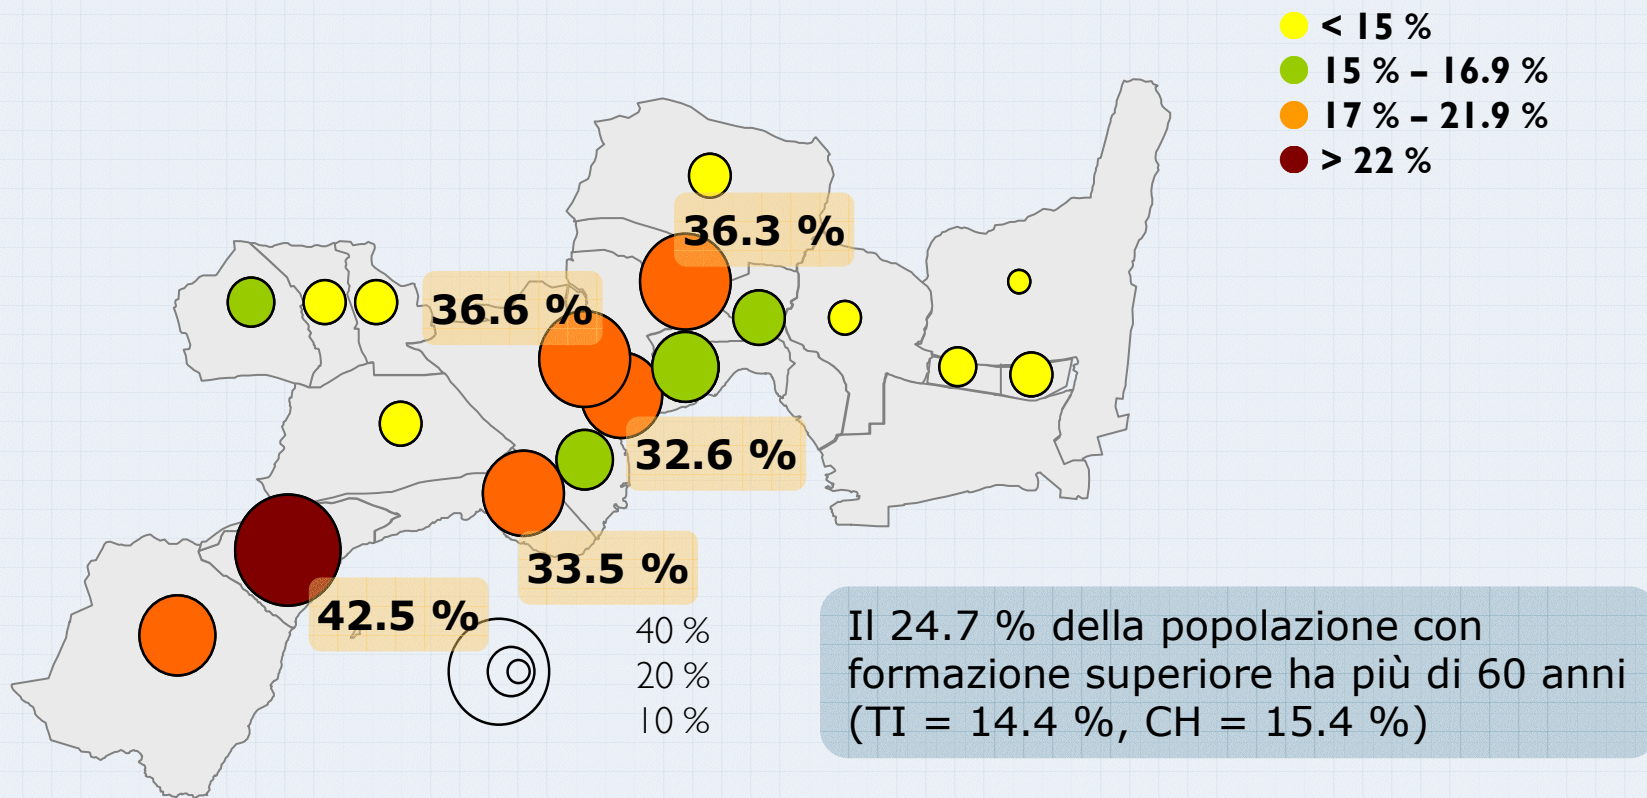 < 15 %
15 % – 16.9 %
17 % – 21.9 %
> 22 %
36.3 %
36.6 %
32.6 %
33.5 %
42.5 %
40 %
20 %
10 %
Il 24.7 % della popolazione con
formazione superiore ha più di 60 anni
(TI = 14.4 %, CH = 15.4 %)